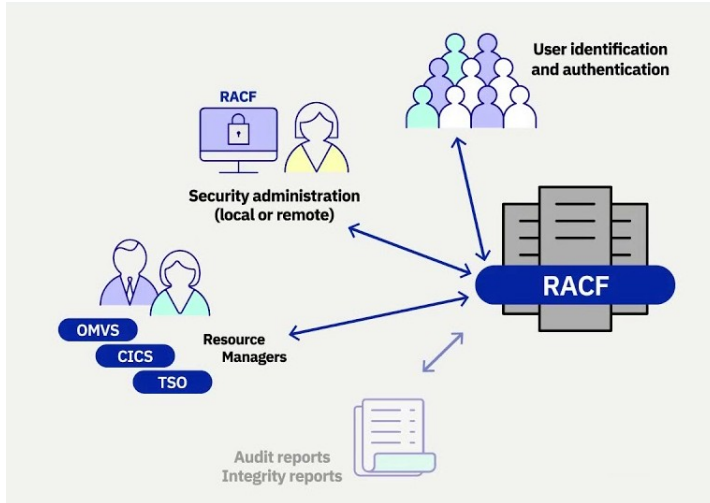 User identification
and authentication
RACF
Security administration
(local or remote)
RACF
OMVS
CICS
TSO
Resource
Managers
Audit reports
Integrity reports